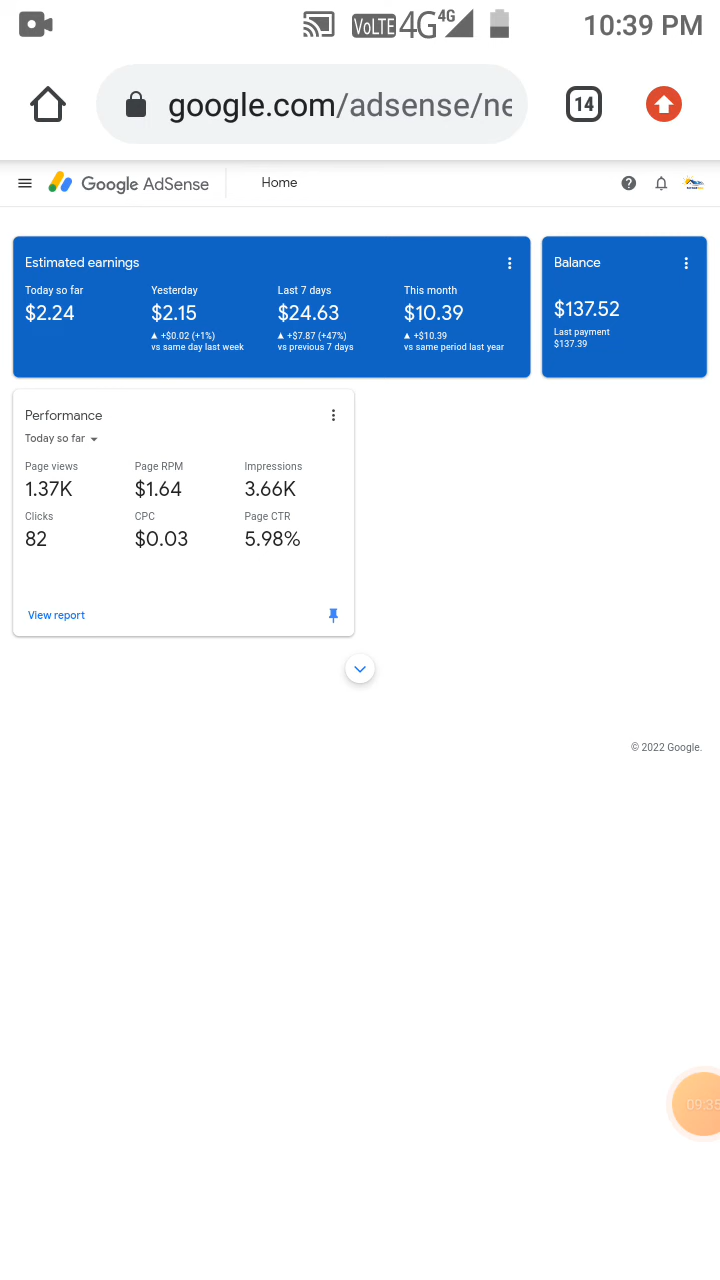 VoLTE 4G 4G 10:39 PM
google.com/adsense/ne
14
Google AdSense Home
Estimated earnings
Today so far
$2.24
Yesterday
$2.15
+$0.02 (+1%)
vs same day last week
Last 7 days
$24.63
+$7.87 (+47%)
vs previous 7 days
This month
$10.39
+$10.39
vs same period last year
Balance
$137.52
Last payment
$137.39
Performance
Today so far
Page views
1.37K
Page RPM
$1.64
Impressions
3.66K
Clicks
82
CPC
$0.03
Page CTR
5.98%
View report
© 2022 Google.
09:35